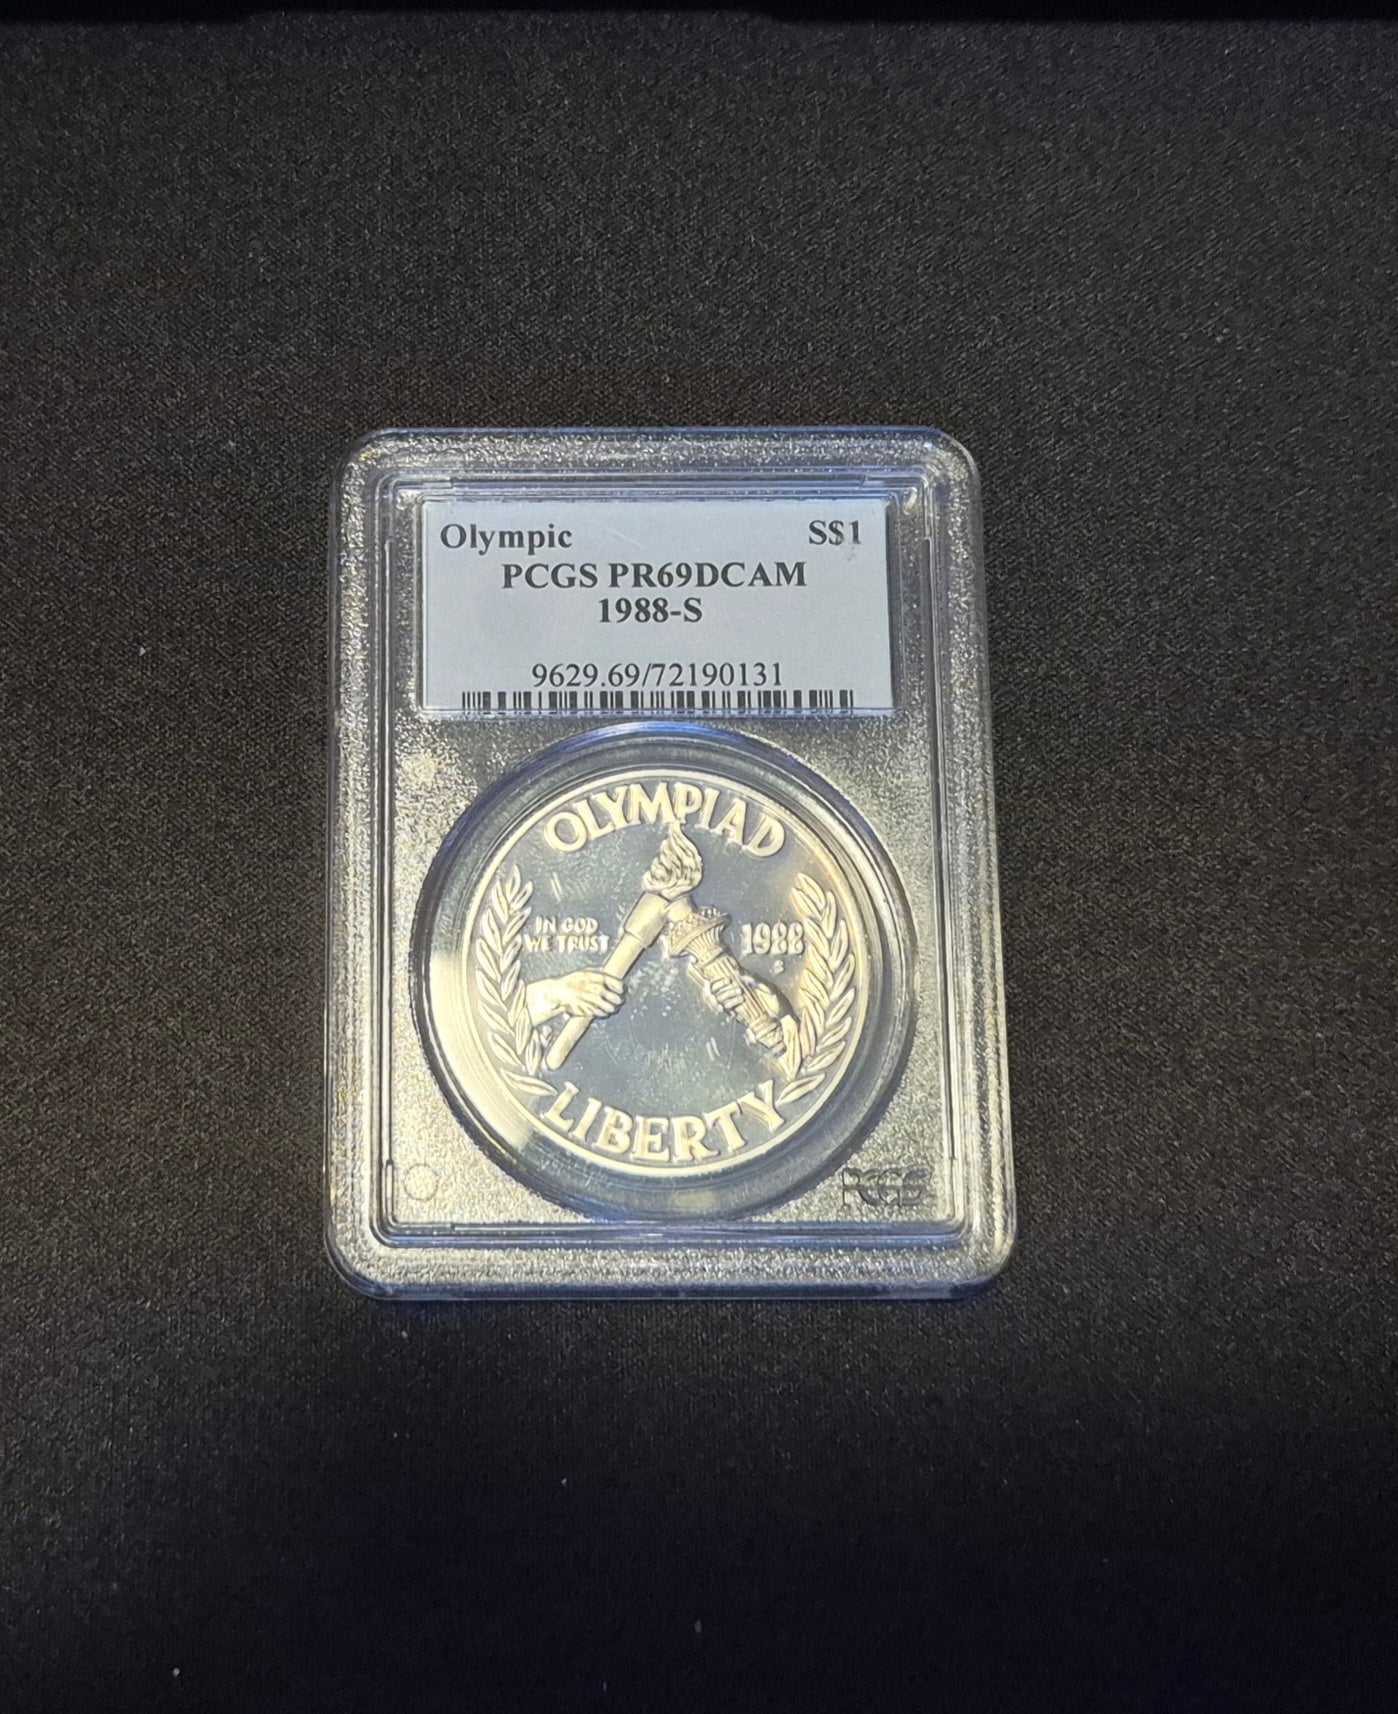 Olympic S$1
PCGS PR69DCAM
1988-S
9629.69/72190131
OLYMPIAD
IN GOD
WE TRUST
1988
S
LIBERTY
PCGS